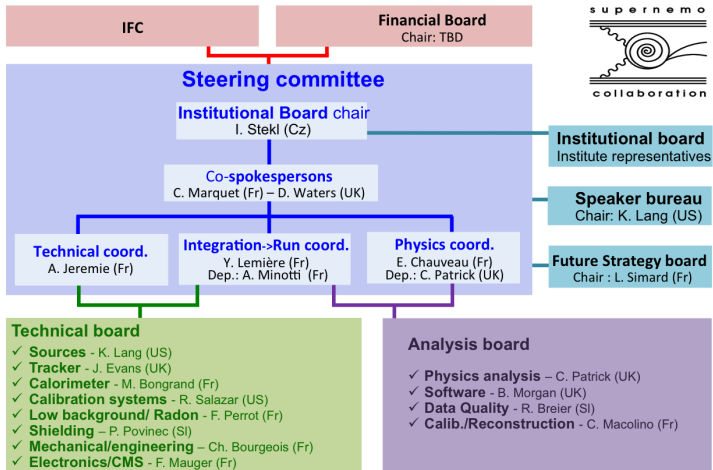 IFC
Financial Board
Chair: TBD
supernemo
collaboration
Steering committee
Institutional Board chair
I. Stekl (Cz)
Institutional board
Institute representatives
Co-spokespersons
C. Marquet (Fr) – D. Waters (UK)
Speaker bureau
Chair: K. Lang (US)
Technical coord.
A. Jeremie (Fr)
Integration->Run coord.
Y. Lemière (Fr)
Dep.: A. Minotti (Fr)
Physics coord.
E. Chauveau (Fr)
Dep.: C. Patrick (UK)
Future Strategy board
Chair : L. Simard (Fr)
Technical board
✓ Sources - K. Lang (US)
✓ Tracker - J. Evans (UK)
✓ Calorimeter - M. Bongrand (Fr)
✓ Calibration systems - R. Salazar (US)
✓ Low background/ Radon - F. Perrot (Fr)
✓ Shielding – P. Povinec (Sl)
✓ Mechanical/engineering – Ch. Bourgeois (Fr)
✓ Electronics/CMS - F. Mauger (Fr)
Analysis board
✓ Physics analysis – C. Patrick (UK)
✓ Software - B. Morgan (UK)
✓ Data Quality - R. Breier (Sl)
✓ Calib./Reconstruction - C. Macolino (Fr)